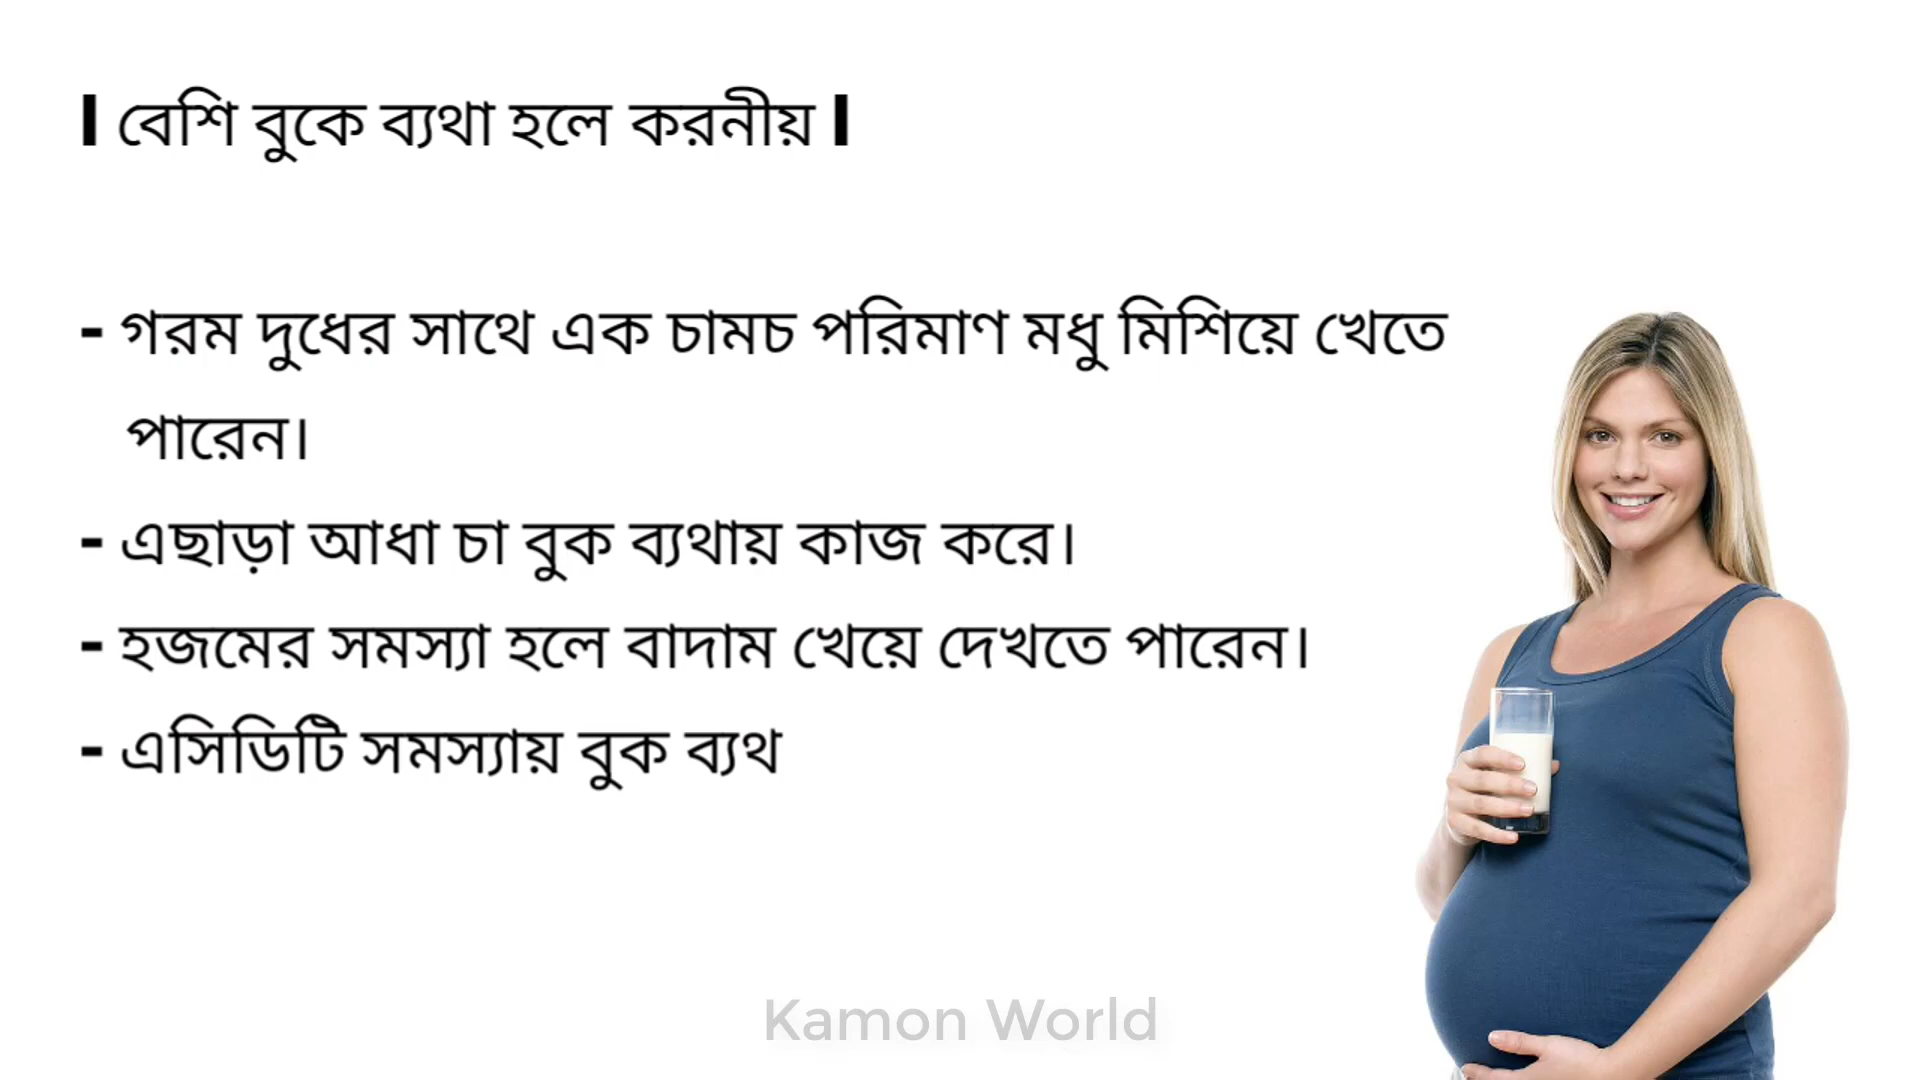 | বেশি বুকে ব্যথা হলে করনীয় |
- গরম দুধের সাথে এক চামচ পরিমাণ মধু মিশিয়ে খেতে
পারেন।
- এছাড়া আধা চা বুক ব্যথায় কাজ করে।
- হজমের সমস্যা হলে বাদাম খেয়ে দেখতে পারেন।
- এসিডিটি সমস্যায় বুক ব্যথ
Kamon World